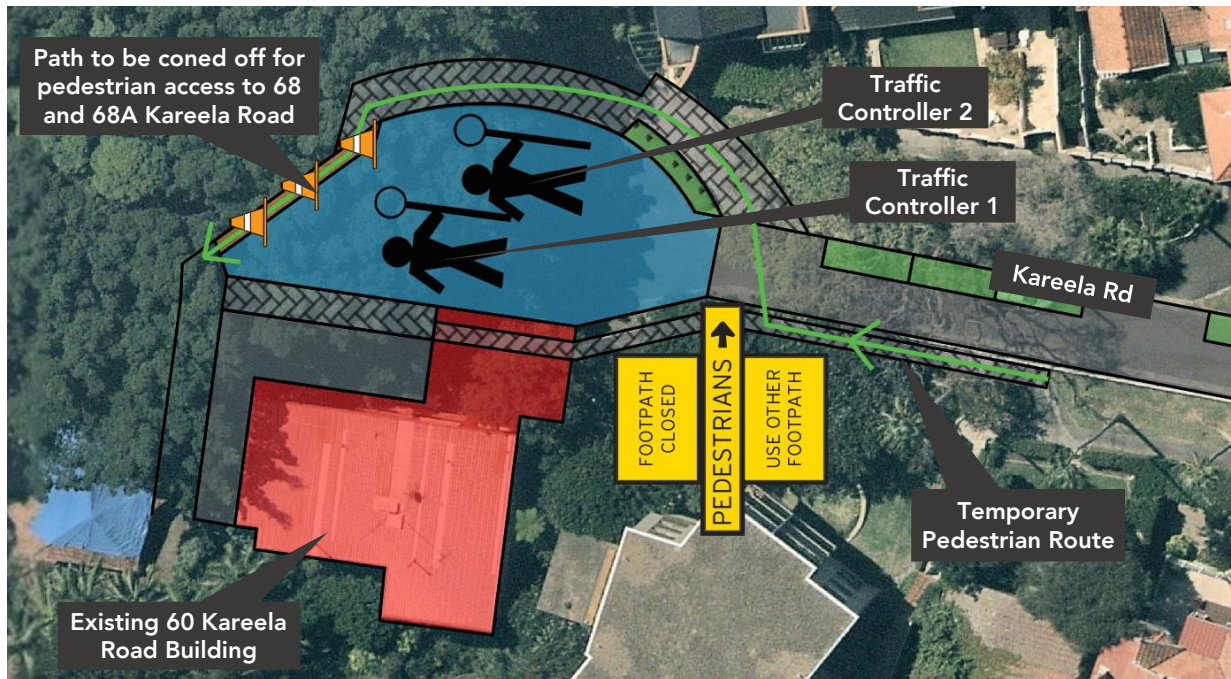 Path to be coned off for
pedestrian access to 68
and 68A Kareela Road
Traffic
Controller 2
Traffic
Controller 1
Kareela Rd
FOOTPATH
CLOSED
PEDESTRIANS
USE OTHER
FOOTPATH
Temporary
Pedestrian Route
Existing 60 Kareela
Road Building